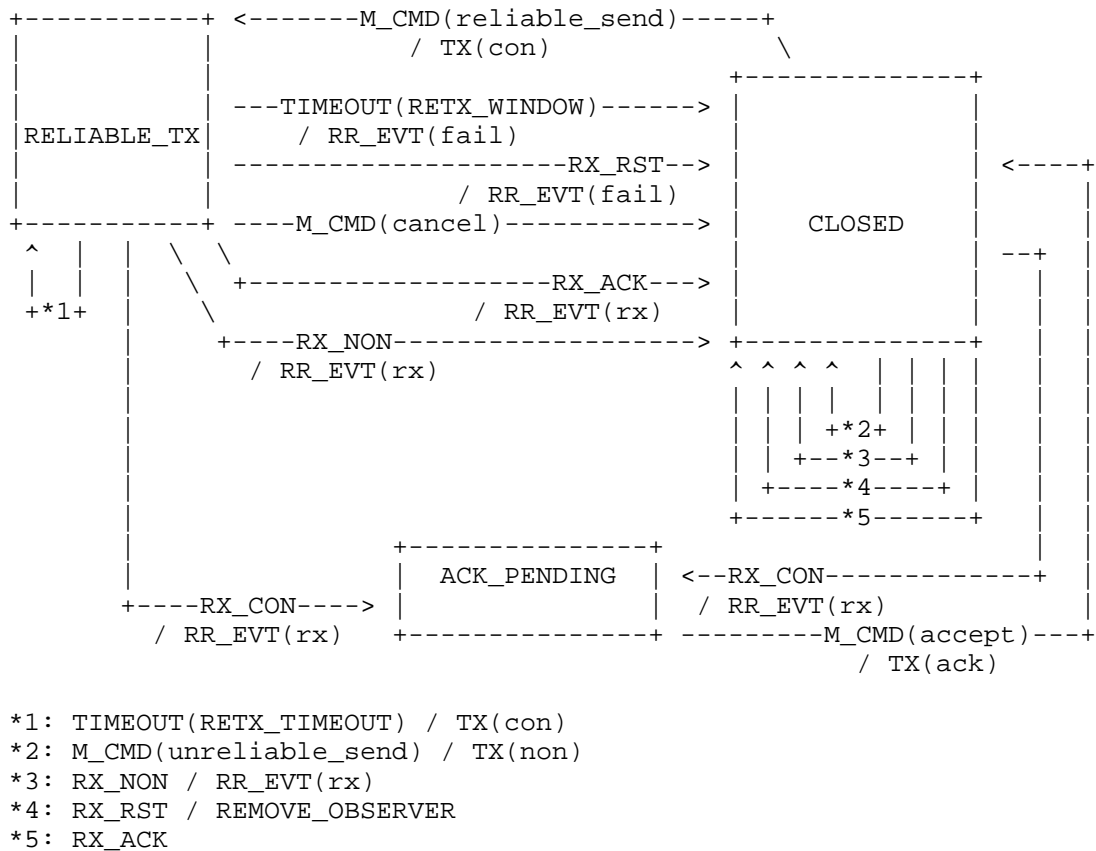 <-------M_CMD(reliable_send)-----+
/ TX(con)
---TIMEOUT(RETX_WINDOW)------>
RELIABLE_TX
/ RR_EVT(fail)
---------------------RX_RST-->
<----+
/ RR_EVT(fail)
----M_CMD(cancel)------------>
CLOSED
+-------------------RX_ACK--->
+*1+
/ RR_EVT(rx)
+----RX_NON------------------->
/ RR_EVT(rx)
+*2+
+--*3--+
+----*4----+
+------*5------+
ACK_PENDING
<--RX_CON-------------+
+----RX_CON---->
/ RR_EVT(rx)
/ RR_EVT(rx)
---------M_CMD(accept)---+
/ TX(ack)
*1: TIMEOUT(RETX_TIMEOUT) / TX(con)
*2: M_CMD(unreliable_send) / TX(non)
*3: RX_NON / RR_EVT(rx)
*4: RX_RST / REMOVE_OBSERVER
*5: RX_ACK